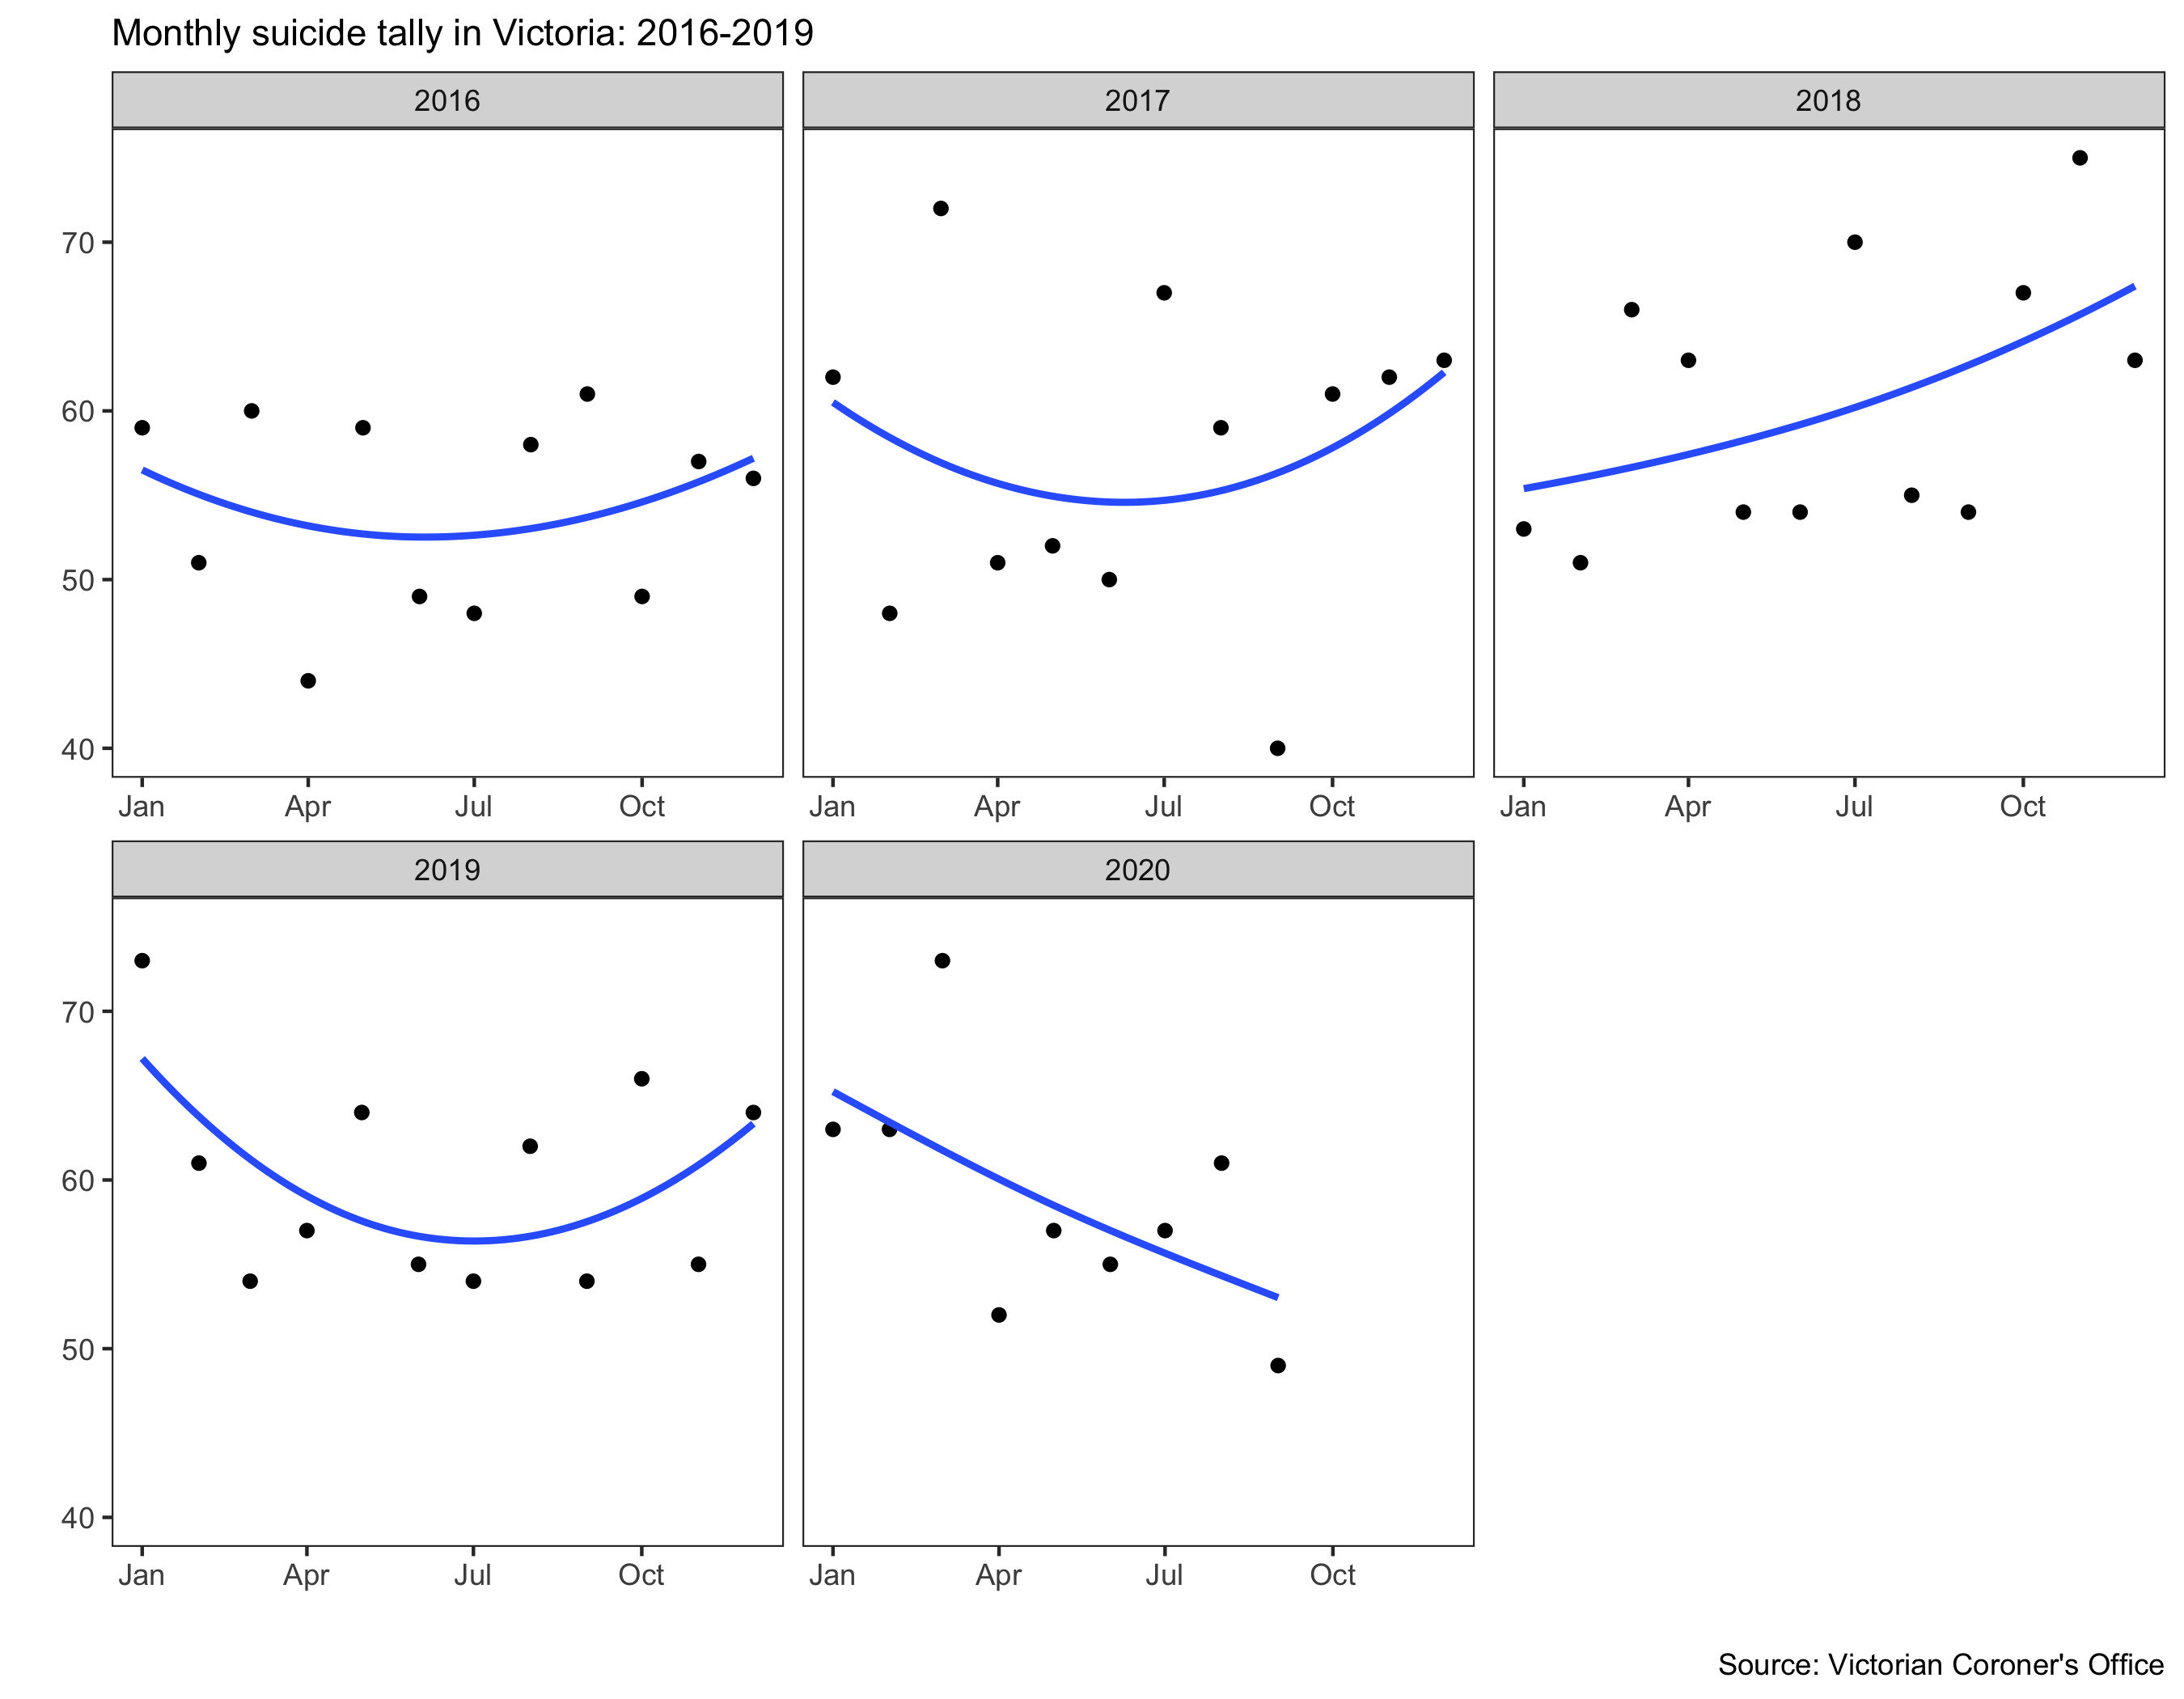 Monthly suicide tally in Victoria: 2016-2019
2016 2017 2018
70
60
50
40
Jan Apr Jul Oct Jan Apr Jul Oct Jan Apr Jul Oct
2019 2020
70
60
50
40
Jan Apr Jul Oct Jan Apr Jul Oct
Source: Victorian Coroner's Office